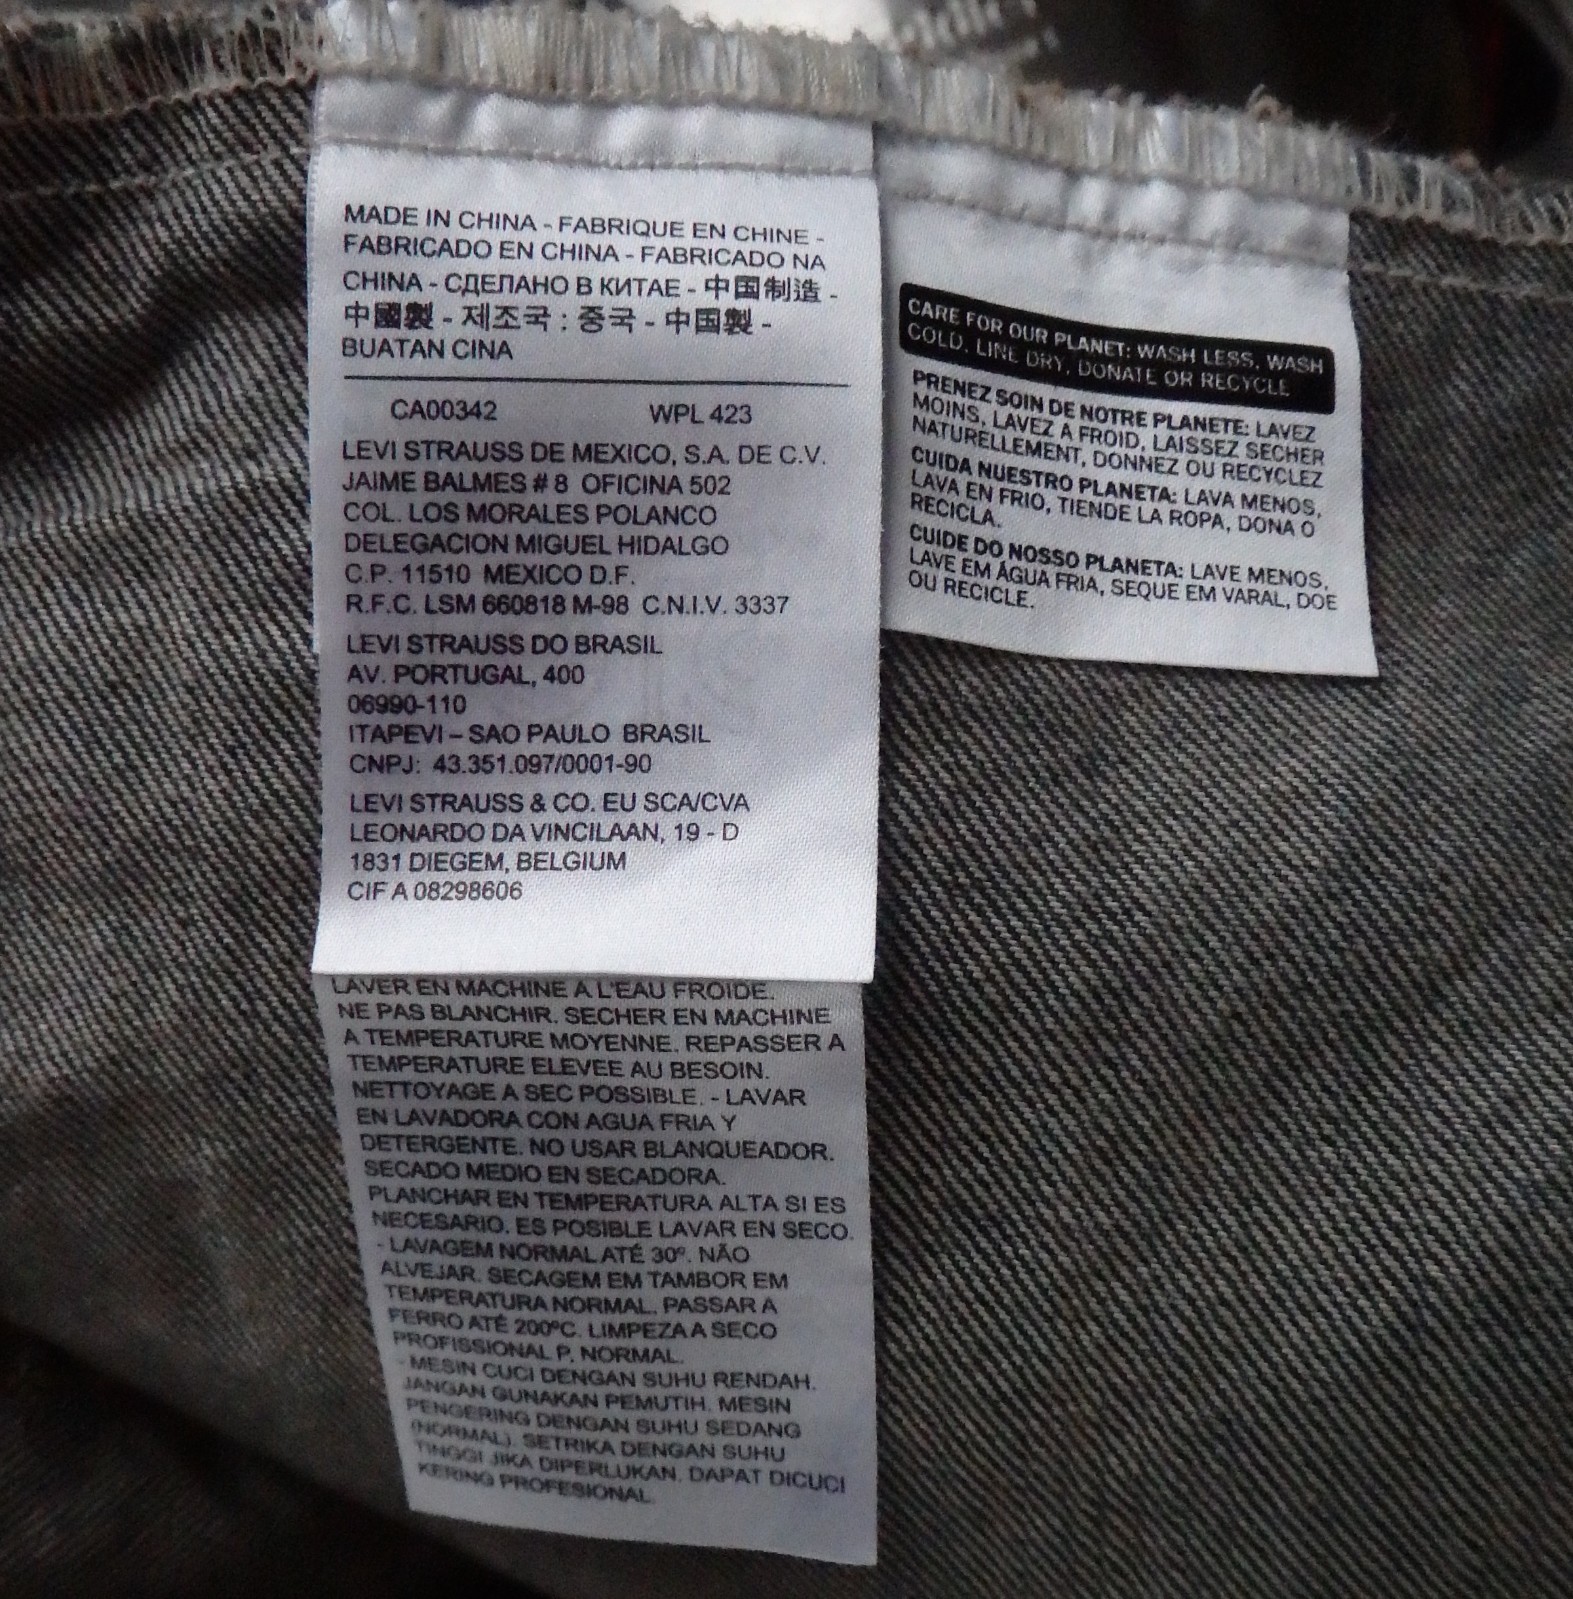 MADE IN CHINA - FABRIQUE EN CHINE -
FABRICADO EN CHINA - FABRICADO NA
CHINA - СДЕЛАНО В КИТАЕ - 中国制造 -
中國製 - 제조국 : 중국 - 中国製 -
BUATAN CINA
CA00342 WPL 423
LEVI STRAUSS DE MEXICO, S.A. DE C.V.
JAIME BALMES # 8 OFICINA 502
COL. LOS MORALES POLANCO
DELEGACION MIGUEL HIDALGO
C.P. 11510 MEXICO D.F.
R.F.C. LSM 660818 M-98 C.N.I.V. 3337
LEVI STRAUSS DO BRASIL
AV. PORTUGAL, 400
06990-110
ITAPEVI – SAO PAULO BRASIL
CNPJ: 43.351.097/0001-90
LEVI STRAUSS & CO. EU SCA/CVA
LEONARDO DA VINCILAAN, 19 - D
1831 DIEGEM, BELGIUM
CIF A 08298606
LAVER EN MACHINE A L'EAU FROIDE.
NE PAS BLANCHIR. SECHER EN MACHINE
A TEMPERATURE MOYENNE. REPASSER A
TEMPERATURE ELEVEE AU BESOIN.
NETTOYAGE A SEC POSSIBLE. - LAVAR
EN LAVADORA CON AGUA FRIA Y
DETERGENTE. NO USAR BLANQUEADOR.
SECADO MEDIO EN SECADORA.
PLANCHAR EN TEMPERATURA ALTA SI ES
NECESARIO. ES POSIBLE LAVAR EN SECO.
- LAVAGEM NORMAL ATÉ 30º. NÃO
ALVEJAR. SECAGEM EM TAMBOR EM
TEMPERATURA NORMAL. PASSAR A
FERRO ATÉ 200ºC. LIMPEZA A SECO
PROFISSIONAL P. NORMAL.
- MESIN CUCI DENGAN SUHU RENDAH.
JANGAN GUNAKAN PEMUTIH. MESIN
PENGERING DENGAN SUHU SEDANG
(NORMAL). SETRIKA DENGAN SUHU
TINGGI JIKA DIPERLUKAN. DAPAT DICUCI
KERING PROFESIONAL.
CARE FOR OUR PLANET: WASH LESS, WASH
COLD, LINE DRY, DONATE OR RECYCLE
PRENEZ SOIN DE NOTRE PLANETE: LAVEZ
MOINS, LAVEZ A FROID, LAISSEZ SECHER
NATURELLEMENT, DONNEZ OU RECYCLEZ
CUIDA NUESTRO PLANETA: LAVA MENOS,
LAVA EN FRIO, TIENDE LA ROPA, DONA O
RECICLA.
CUIDE DO NOSSO PLANETA: LAVE MENOS,
LAVE EM ÁGUA FRIA, SEQUE EM VARAL, DOE
OU RECICLE.